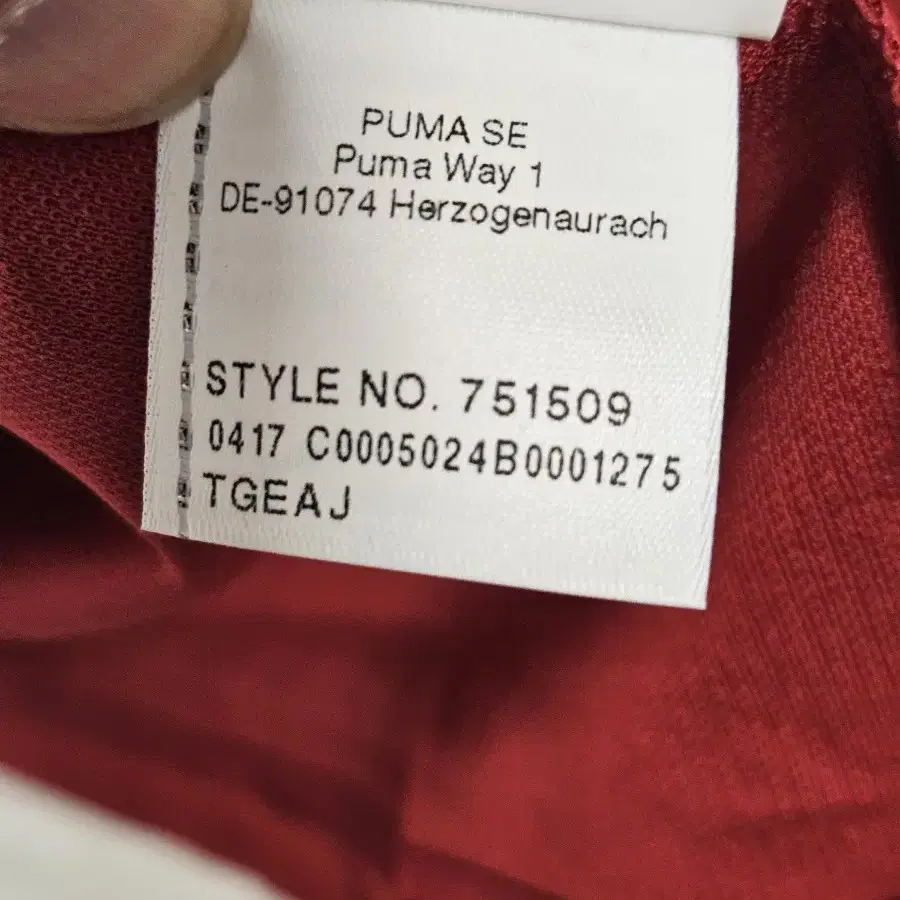 PUMA SE
Puma Way 1
DE-91074 Herzogenaurach
STYLE NO. 751509
0417 C0005024B0001275
TGEAJ